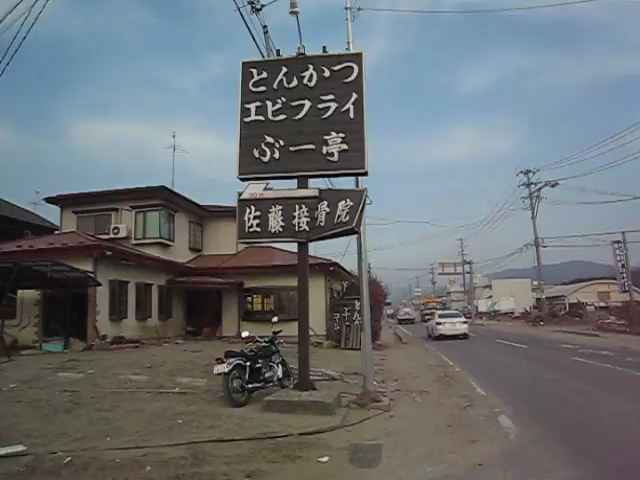 とんかつ
エビフライ
ぶー亭
佐藤接骨院